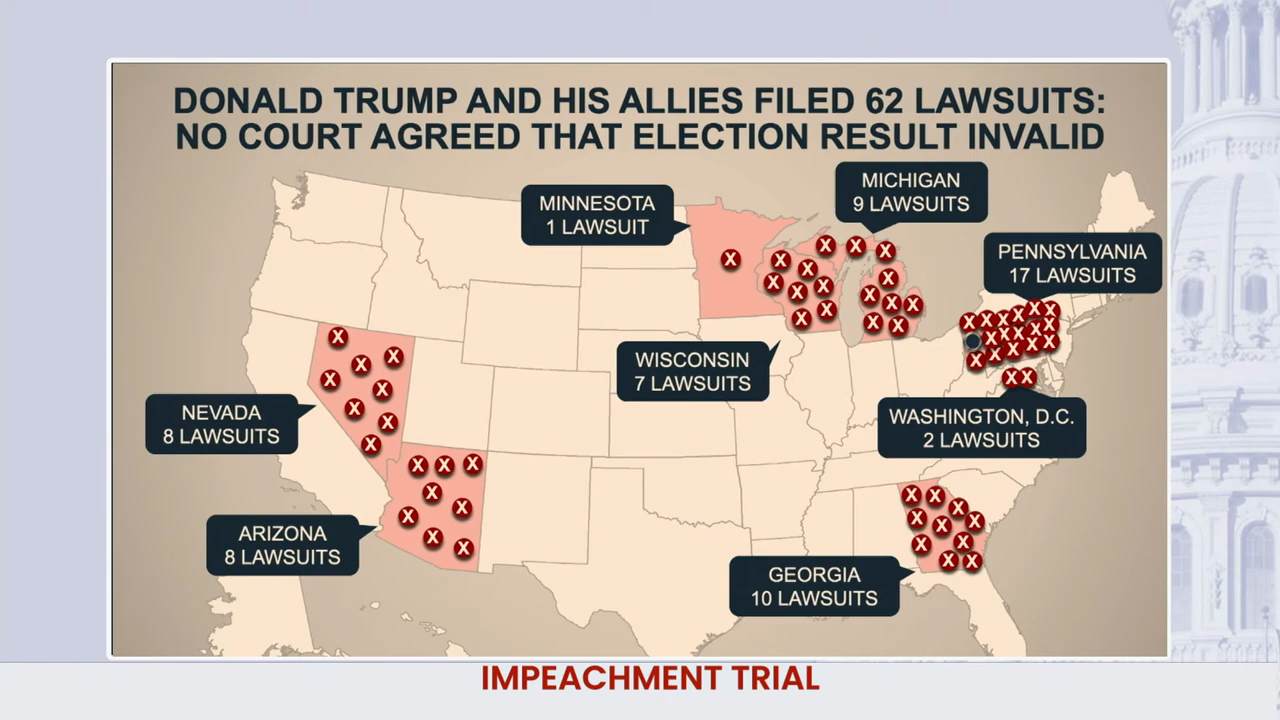 DONALD TRUMP AND HIS ALLIES FILED 62 LAWSUITS:
NO COURT AGREED THAT ELECTION RESULT INVALID
MINNESOTA
1 LAWSUIT
MICHIGAN
9 LAWSUITS
PENNSYLVANIA
17 LAWSUITS
WISCONSIN
7 LAWSUITS
NEVADA
8 LAWSUITS
WASHINGTON, D.C.
2 LAWSUITS
ARIZONA
8 LAWSUITS
GEORGIA
10 LAWSUITS
IMPEACHMENT TRIAL